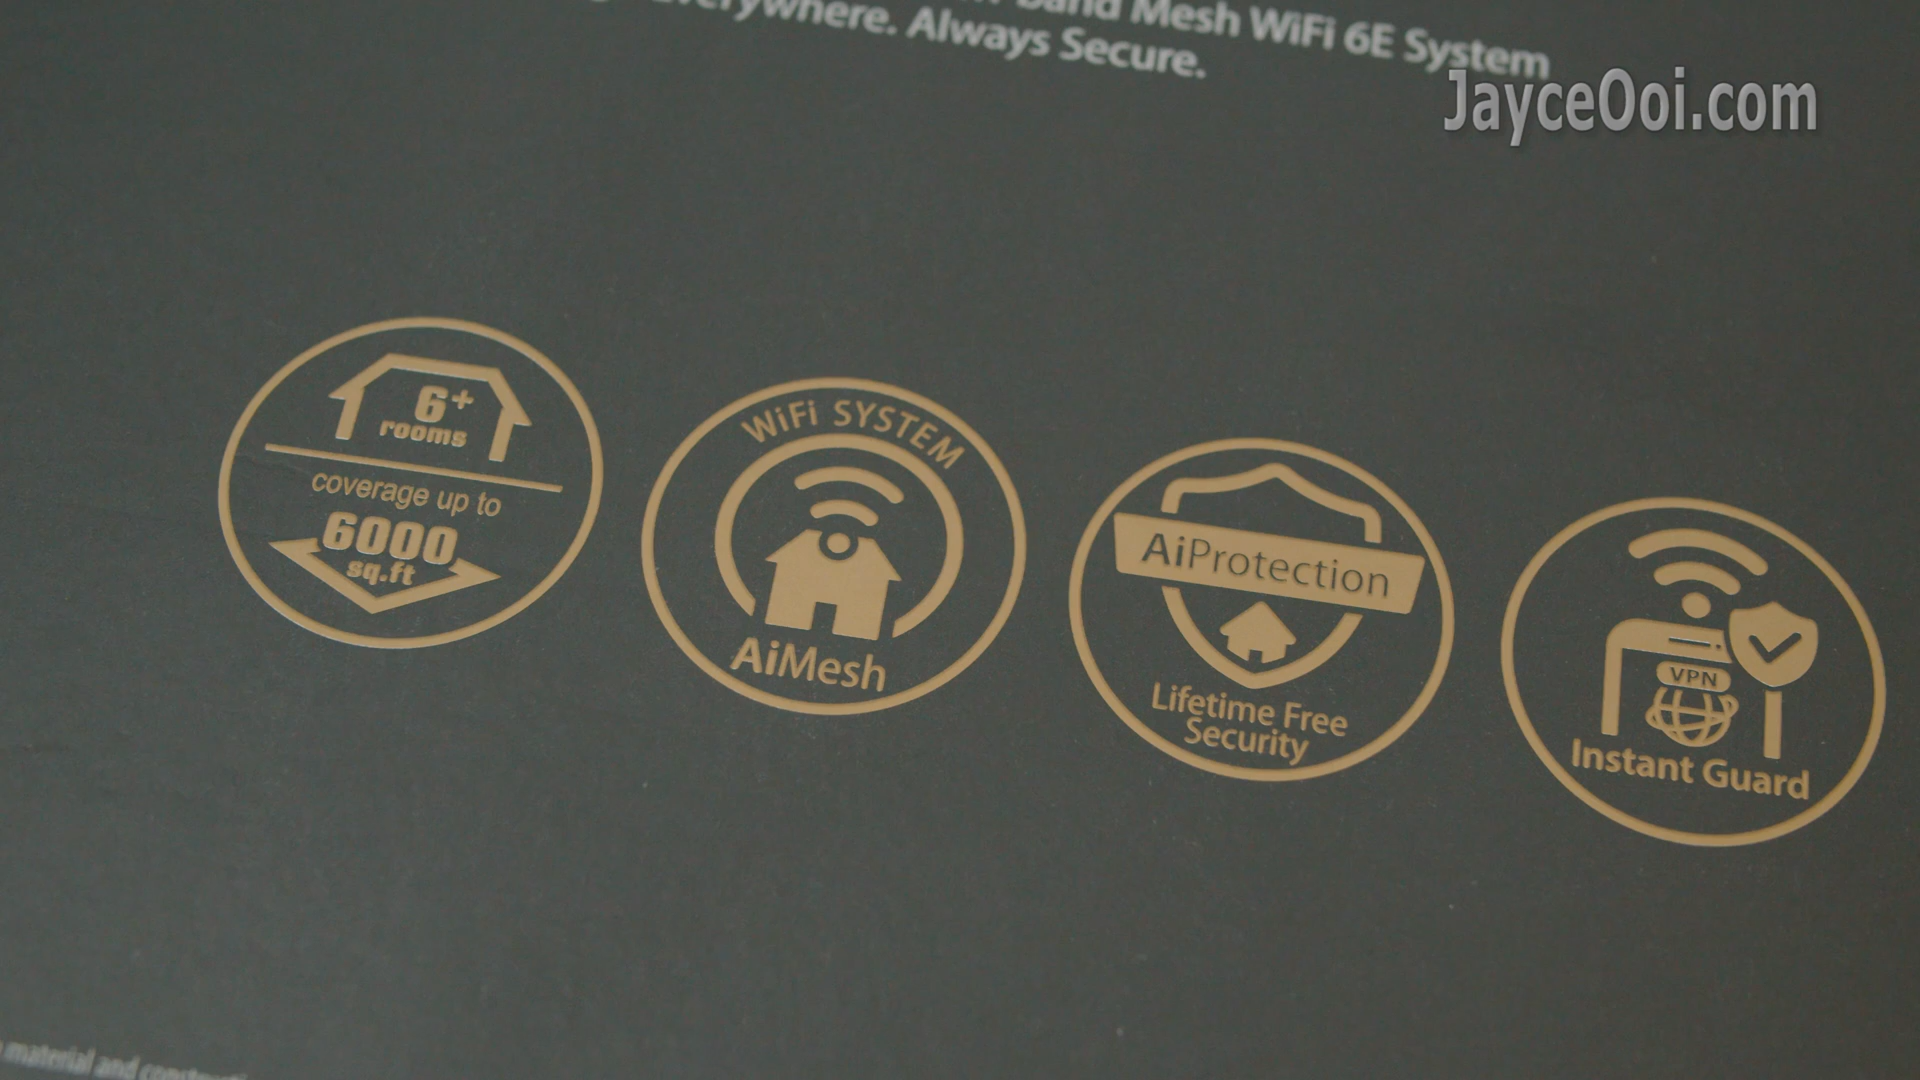 Band Mesh WiFi 6E System
Everywhere. Always Secure.
JayceOoi.com
6+
rooms
coverage up to
6000
sq.ft
WiFi SYSTEM
AiMesh
AiProtection
Lifetime Free
Security
VPN
Instant Guard
material and